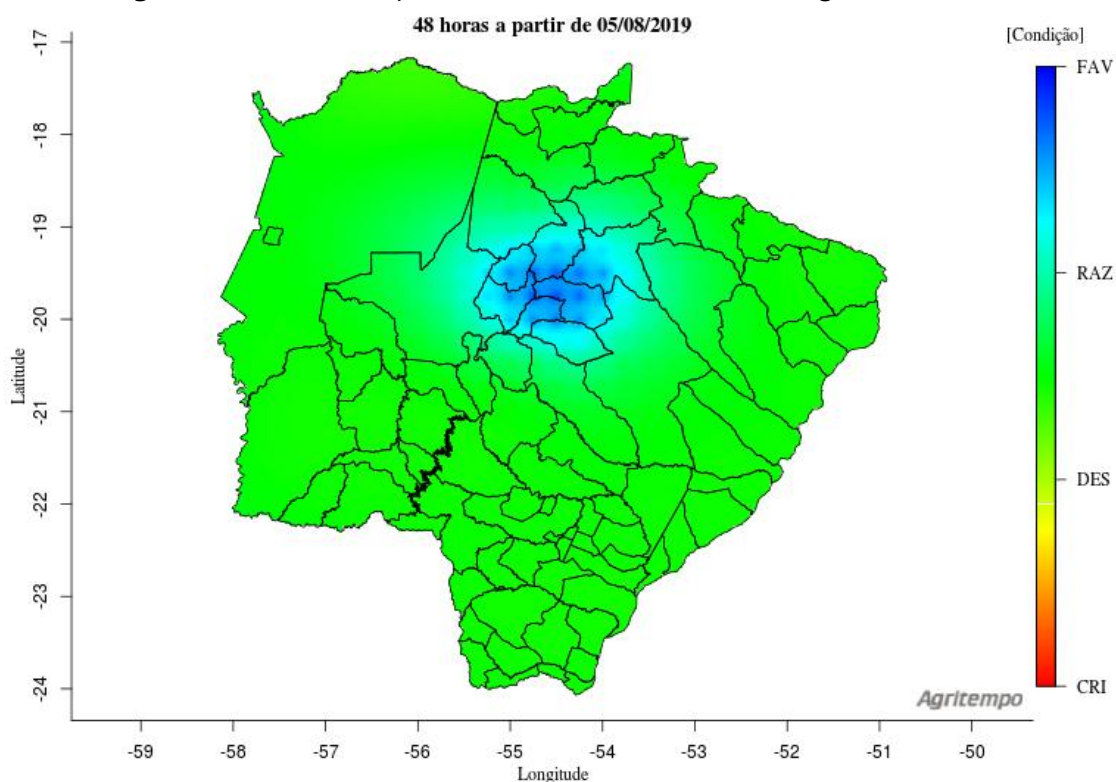 48 horas a partir de 05/08/2019
[Condição]
FAV
RAZ
DES
CRI
-17
-18
-19
-20
-21
-22
-23
-24
Latitude
Agritempo
-59 -58 -57 -56 -55 -54 -53 -52 -51 -50
Longitude